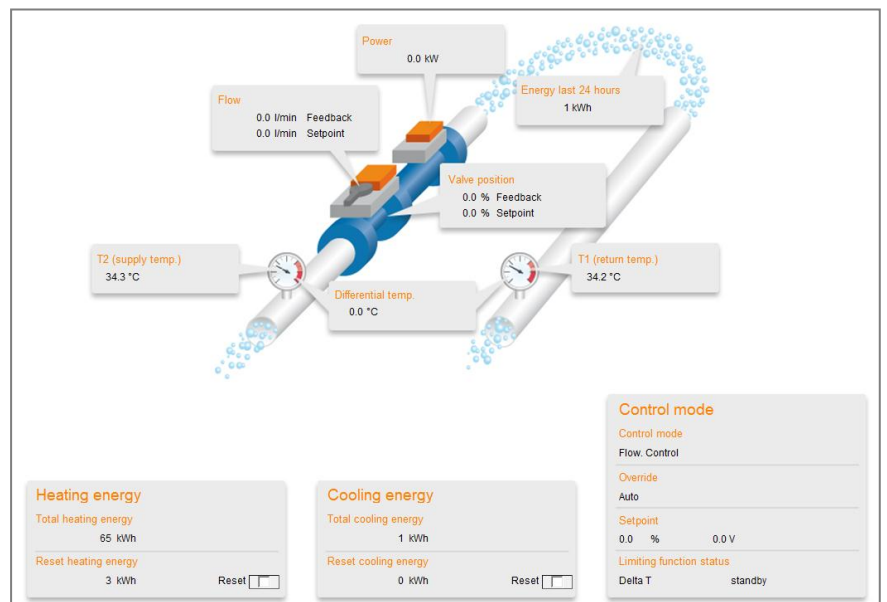 Power
0.0 kW
Energy last 24 hours
1 kWh
Flow
0.0 l/min Feedback
0.0 l/min Setpoint
Valve position
0.0 % Feedback
0.0 % Setpoint
T2 (supply temp.)
34.3 °C
T1 (return temp.)
34.2 °C
Differential temp.
0.0 °C
Heating energy
Total heating energy
65 kWh
Reset heating energy
3 kWh Reset
Cooling energy
Total cooling energy
1 kWh
Reset cooling energy
0 kWh Reset
Control mode
Control mode
Flow. Control
Override
Auto
Setpoint
0.0 % 0.0 V
Limiting function status
Delta T standby